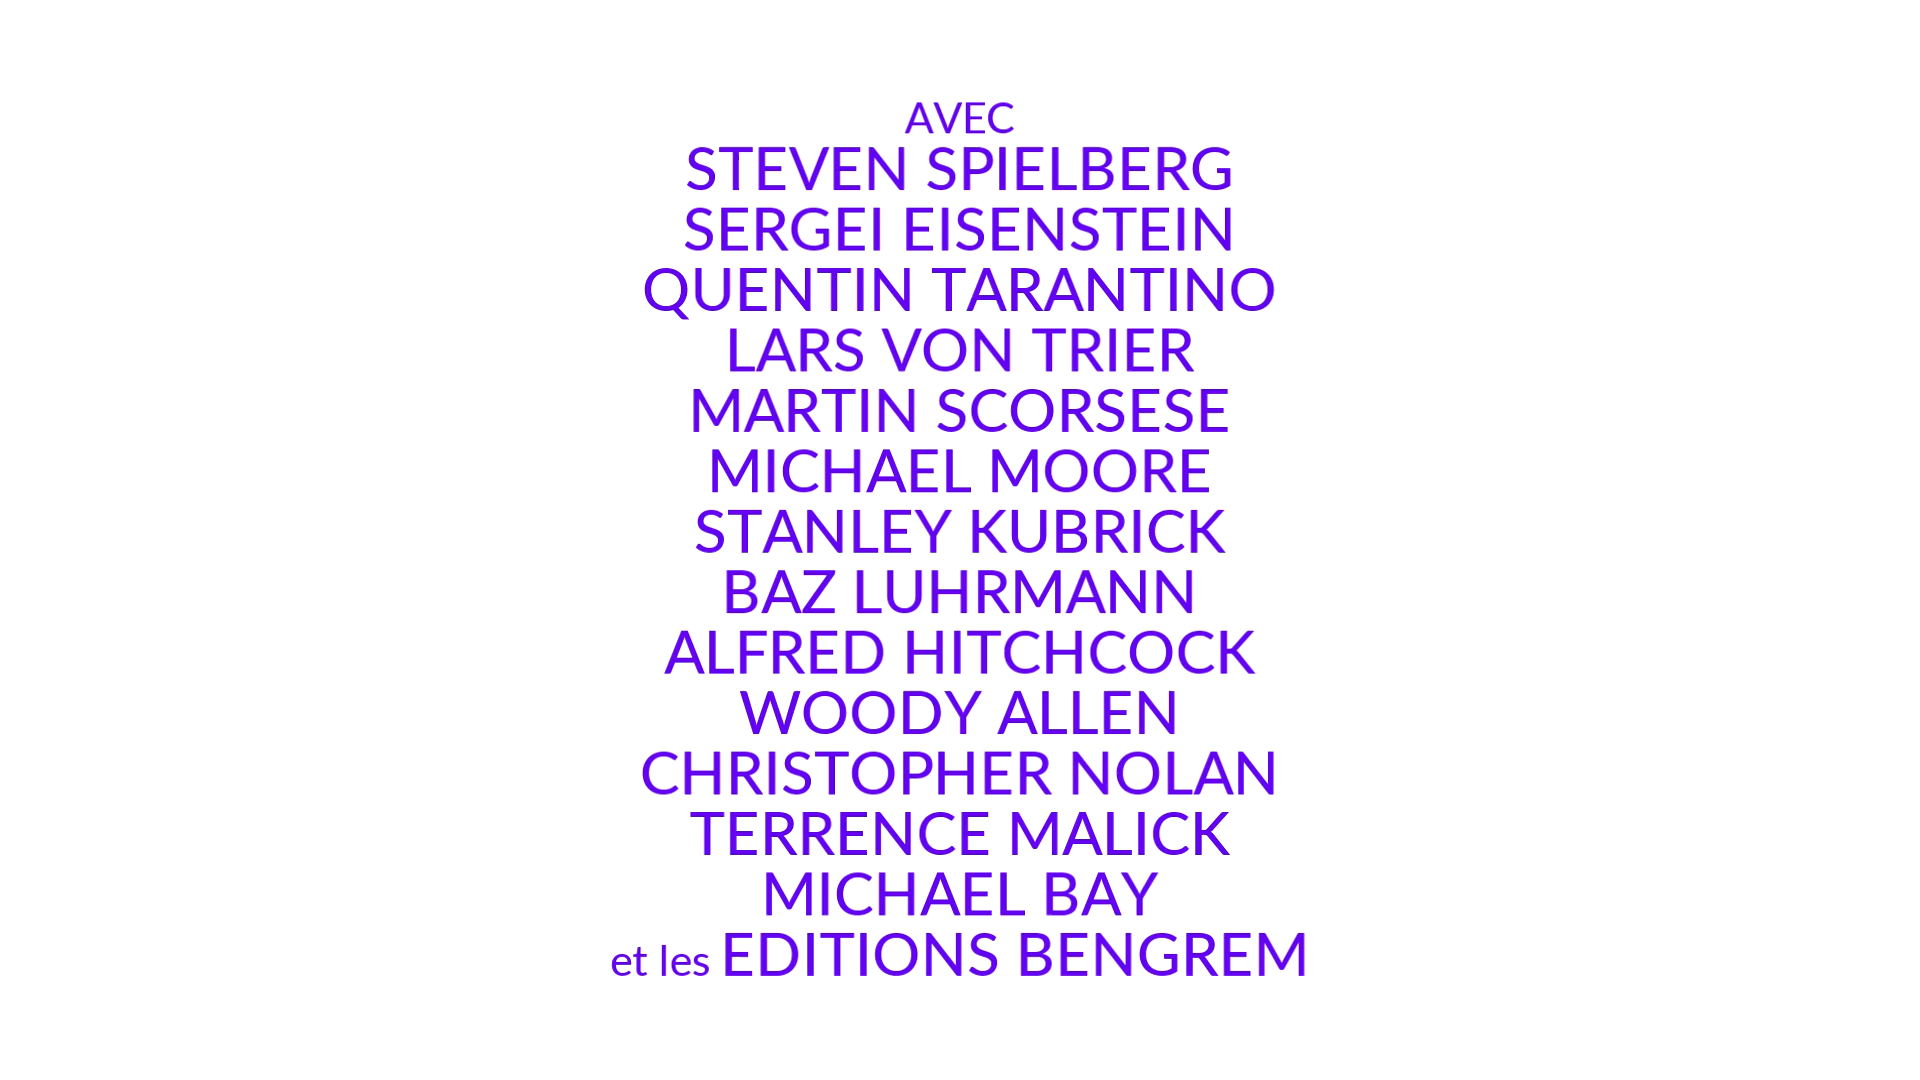 AVEC
STEVEN SPIELBERG
SERGEI EISENSTEIN
QUENTIN TARANTINO
LARS VON TRIER
MARTIN SCORSESE
MICHAEL MOORE
STANLEY KUBRICK
BAZ LUHRMANN
ALFRED HITCHCOCK
WOODY ALLEN
CHRISTOPHER NOLAN
TERRENCE MALICK
MICHAEL BAY
et les EDITIONS BENGREM